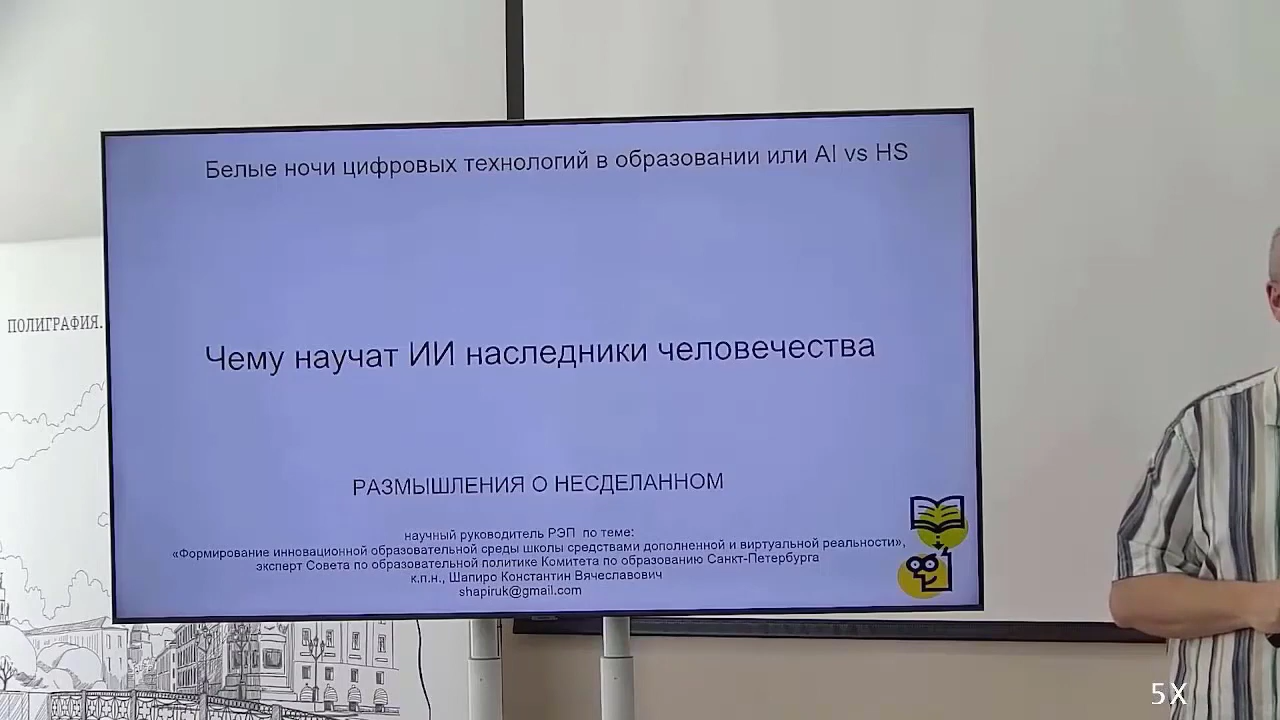 Белые ночи цифровых технологий в образовании или AI vs HS
ПОЛИГРАФИЯ.
Чему научат ИИ наследники человечества
РАЗМЫШЛЕНИЯ О НЕСДЕЛАННОМ
научный руководитель РЭП по теме:
«Формирование инновационной образовательной среды школы средствами дополненной и виртуальной реальности»,
эксперт Совета по образовательной политике Комитета по образованию Санкт-Петербурга
к.п.н., Шапиро Константин Вячеславович
shapiruk@gmail.com
5X